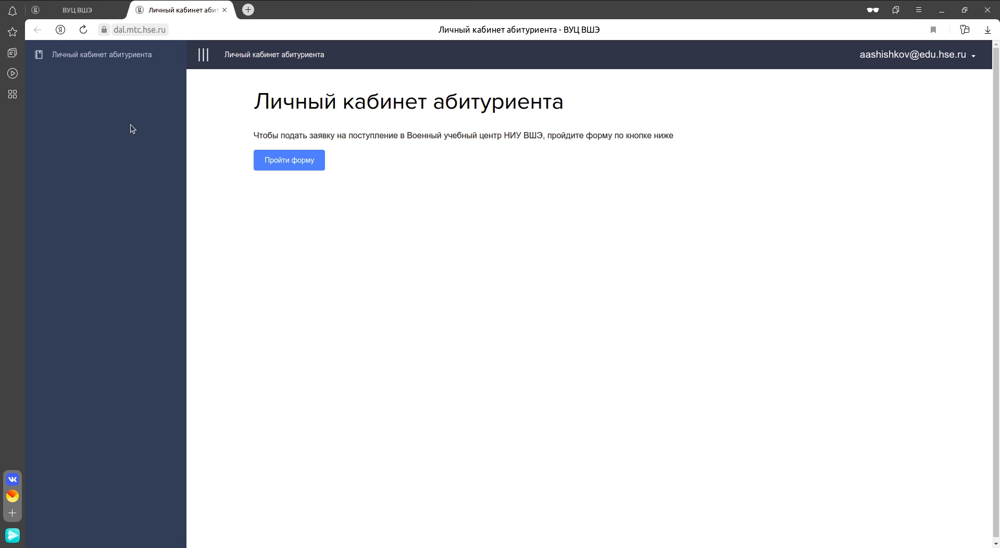 ВУЦ ВШЭ
Личный кабинет абит
dal.mtc.hse.ru
Личный кабинет абитуриента - ВУЦ ВШЭ
Личный кабинет абитуриента
Личный кабинет абитуриента
aashishkov@edu.hse.ru
Личный кабинет абитуриента
Чтобы подать заявку на поступление в Военный учебный центр НИУ ВШЭ, пройдите форму по кнопке ниже
Пройти форму